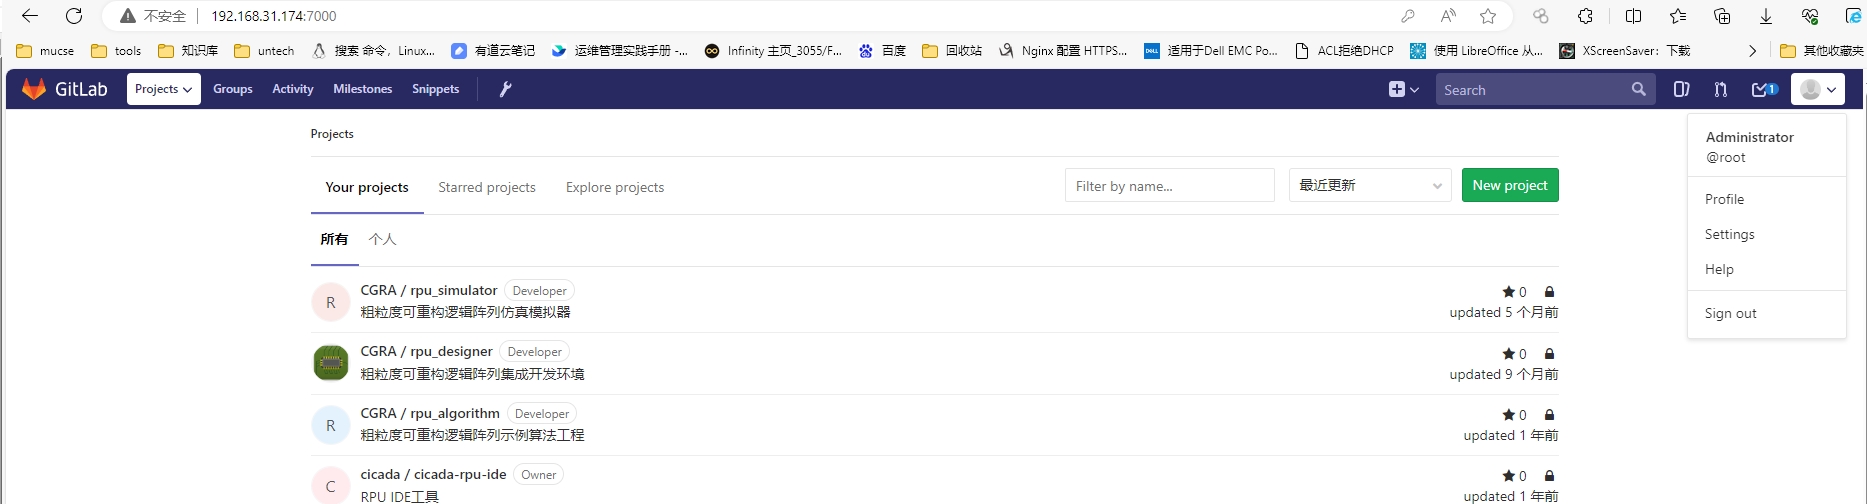 不安全 192.168.31.174:7000
mucse tools 知识库 untech 搜索 命令, Linux... 有道云笔记 运维管理实践手册 -... Infinity 主页_3055/F... 百度 回收站 Nginx 配置 HTTPS... 适用于Dell EMC Po... ACL拒绝DHCP 使用 LibreOffice 从... XScreenSaver: 下载 其他收藏夹
GitLab Projects Groups Activity Milestones Snippets Search 1
Projects
Administrator
@root
Your projects Starred projects Explore projects Filter by name... 最近更新 New project
Profile
Settings
Help
Sign out
所有 个人
R CGRA / rpu_simulator Developer 0
粗粒度可重构逻辑阵列仿真模拟器 updated 5 个月前
CGRA / rpu_designer Developer 0
粗粒度可重构逻辑阵列集成开发环境 updated 9 个月前
R CGRA / rpu_algorithm Developer 0
粗粒度可重构逻辑阵列示例算法工程 updated 1 年前
C cicada / cicada-rpu-ide Owner 0
RPU IDE工具 updated 1 年前